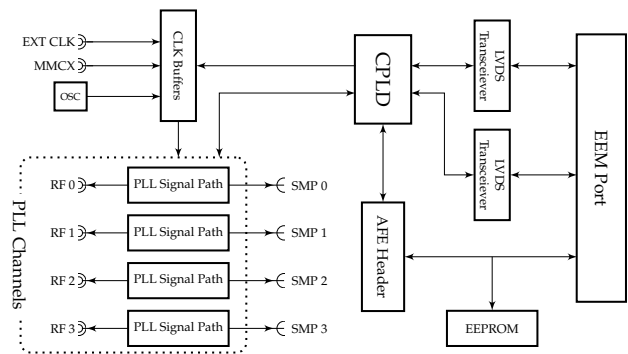 EXT CLK
MMCX
OSC
CLK Buffers
CPLD
LVDS
Transceiever
LVDS
Transceiever
EEM Port
PLL Channels
RF 0
PLL Signal Path
SMP 0
RF 1
PLL Signal Path
SMP 1
RF 2
PLL Signal Path
SMP 2
RF 3
PLL Signal Path
SMP 3
AFE Header
EEPROM